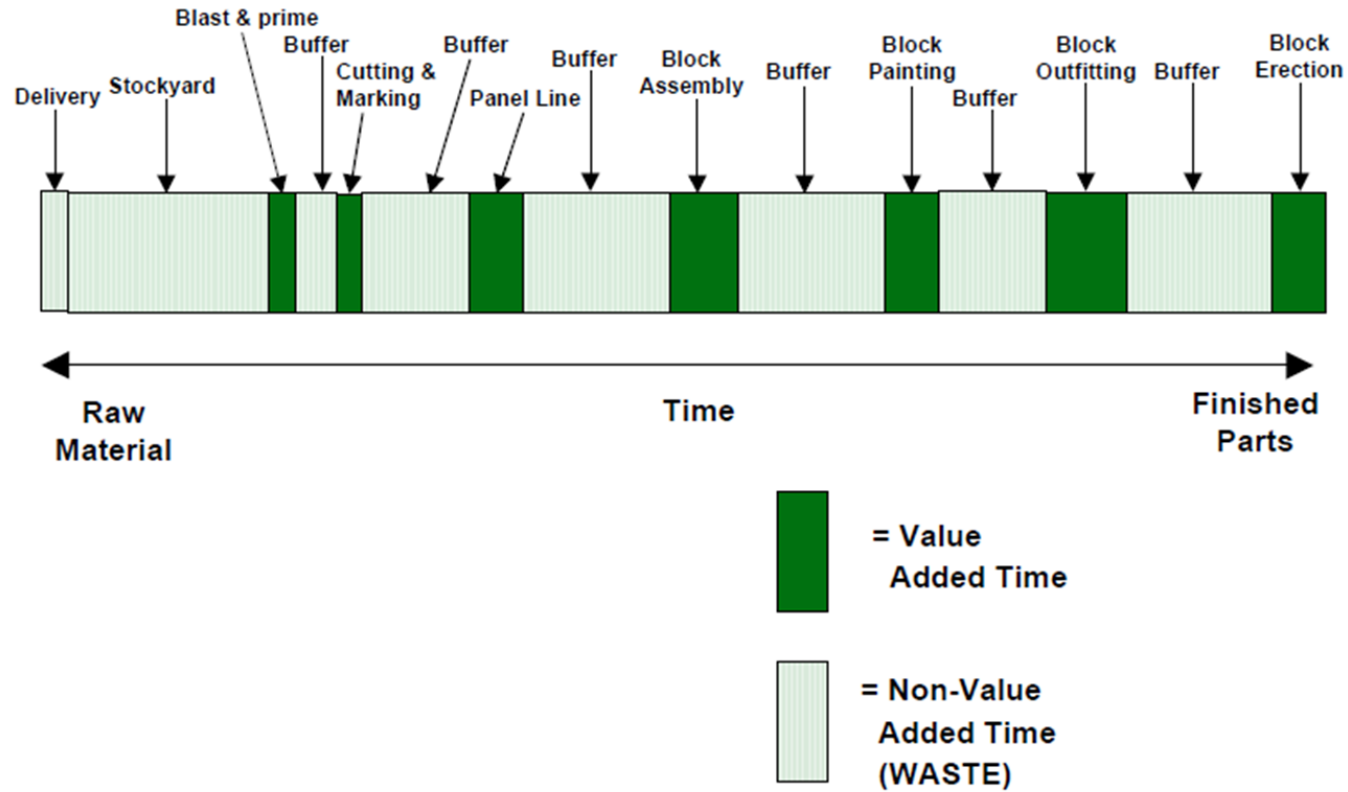 Blast & prime
Delivery
Stockyard
Buffer
Cutting &
Marking
Buffer
Panel Line
Buffer
Block
Assembly
Buffer
Block
Painting
Buffer
Block
Outfitting
Buffer
Block
Erection
Raw
Material
Time
Finished
Parts
= Value
Added Time
= Non-Value
Added Time
(WASTE)